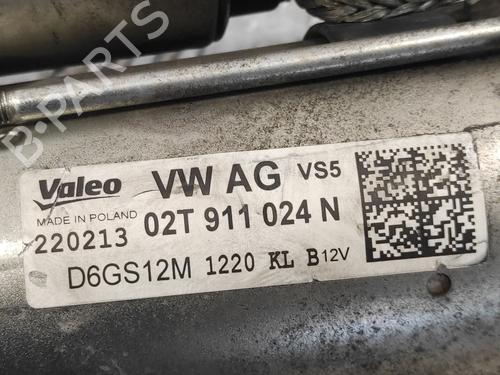 Valeo VW AG VS5
MADE IN POLAND
220213 02T 911 024 N
D6GS12M 1220 KL B 12V
B-PARTS